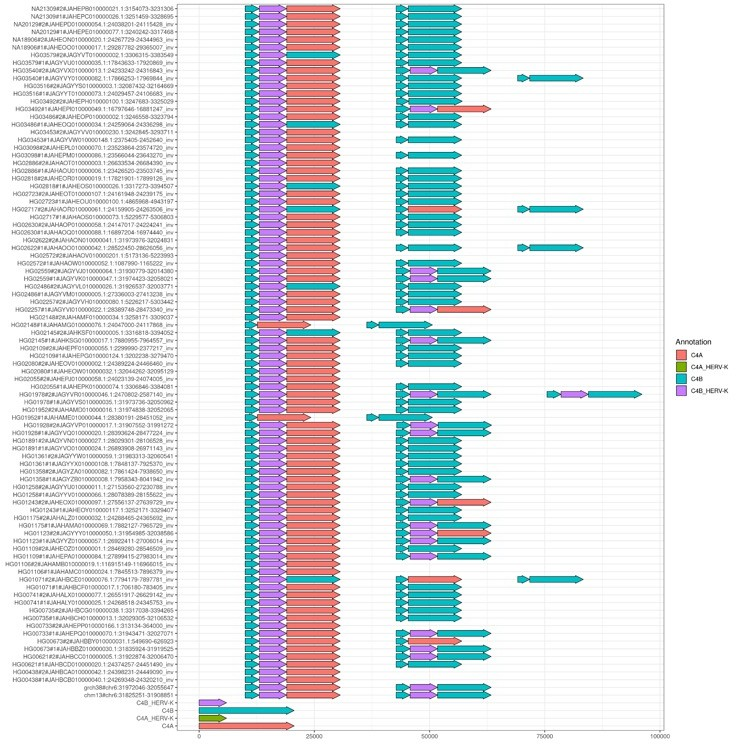 NA21309#2#JAHEPB010000021.1:3154073-3231306
NA21309#1#JAHEPC010000026.1:3251459-3328695
NA20129#2#JAHEPD010000054.1:24038201-24115428_inv
NA20129#1#JAHEPE010000077.1:3240242-3317468
NA18906#2#JAHEON010000020.1:24267729-24344963_inv
NA18906#1#JAHEOO010000017.1:29287782-29365007_inv
HG03579#2#JAGYVT010000002.1:3306315-3383549
HG03579#1#JAGYVU010000035.1:17843633-17920869_inv
HG03540#2#JAGYVX010000013.1:24233242-24316843_inv
HG03540#1#JAGYVY010000082.1:17866253-17969844_inv
HG03516#2#JAGYYS010000003.1:32087432-32164669
HG03516#1#JAGYYT010000073.1:24029457-24106683_inv
HG03492#2#JAHEPH010000100.1:3247683-3325029
HG03492#1#JAHEPI010000049.1:16797646-16881247_inv
HG03486#2#JAHEOP010000002.1:3246558-3323794
HG03486#1#JAHEOQ010000034.1:24259064-24336298_inv
HG03453#2#JAGYVV010000230.1:3242845-3293711
HG03453#1#JAGYVW010000148.1:2375405-2452640_inv
HG03098#2#JAHEPL010000070.1:23523864-23574720_inv
HG03098#1#JAHEPM010000086.1:23566044-23643270_inv
HG02886#2#JAHAOT010000003.1:26633534-26684390_inv
HG02886#1#JAHAOU010000006.1:23426520-23503745_inv
HG02818#2#JAHEOR010000019.1:17821901-17899126_inv
HG02818#1#JAHEOS010000026.1:3317273-3394507
HG02723#2#JAHEOT010000107.1:24161948-24239175_inv
HG02723#1#JAHEOU010000100.1:4865968-4943197
HG02717#2#JAHAOR010000061.1:24159905-24263506_inv
HG02717#1#JAHAOS010000073.1:5229577-5306803
HG02630#2#JAHAOP010000058.1:24147017-24224241_inv
HG02630#1#JAHAOQ010000088.1:16897204-16974440_inv
HG02622#2#JAHAON010000041.1:31973976-32024831
HG02622#1#JAHAOO010000042.1:28522450-28626056_inv
HG02572#2#JAHAOV010000201.1:5173136-5223993
HG02572#1#JAHAOW010000052.1:1087990-1165222_inv
HG02559#2#JAGYVJ010000064.1:31930779-32014380
HG02559#1#JAGYVK010000047.1:31974423-32058021
HG02486#2#JAGYVL010000026.1:31926537-32003771
HG02486#1#JAGYVM010000005.1:27336003-27413238_inv
HG02257#2#JAGYVH010000080.1:5226217-5303442
HG02257#1#JAGYVI010000022.1:28389748-28473340_inv
HG02148#2#JAHAMF010000034.1:3258171-3309037
HG02148#1#JAHAMG010000076.1:24047000-24117868_inv
HG02145#2#JAHKSF010000005.1:3316818-3394052
HG02145#1#JAHKSG010000017.1:7880955-7964557_inv
HG02109#2#JAHEPF010000055.1:2299990-2377217_inv
HG02109#1#JAHEPG010000124.1:3202238-3279470
HG02080#2#JAHEOV010000002.1:24389224-24466460_inv
HG02080#1#JAHEOW010000032.1:32044262-32095129
HG02055#2#JAHEPJ010000058.1:24023139-24074005_inv
HG02055#1#JAHEPK010000074.1:3306846-3384081
HG01978#2#JAGYVR010000046.1:2470802-2587140_inv
HG01978#1#JAGYVS010000035.1:31973736-32050962
HG01952#2#JAHAMD010000016.1:31974838-32052065
HG01952#1#JAHAME010000044.1:28380191-28451052_inv
HG01928#2#JAGYVP010000017.1:31907552-31991272
HG01928#1#JAGYVQ010000020.1:28393624-28477224_inv
HG01891#2#JAGYVN010000027.1:28029301-28106528_inv
HG01891#1#JAGYVO010000024.1:26893908-26971143_inv
HG01361#2#JAGYYW010000059.1:31983313-32060541
HG01361#1#JAGYYX010000108.1:7848137-7925370_inv
HG01358#2#JAGYZA010000082.1:7861424-7938650_inv
HG01358#1#JAGYZB010000008.1:7958343-8041942_inv
HG01258#2#JAGYYU010000011.1:27153560-27230788_inv
HG01258#1#JAGYYV010000066.1:28078389-28155622_inv
HG01243#2#JAHEOX010000097.1:27556137-27639729_inv
HG01243#1#JAHEOY010000117.1:3252171-3329407
HG01175#2#JAHALZ010000032.1:24288465-24365692_inv
HG01175#1#JAHAMA010000069.1:7882127-7965729_inv
HG01123#2#JAGYYY010000050.1:31954985-32038586
HG01123#1#JAGYYZ010000057.1:26922411-27006014_inv
HG01109#2#JAHEOZ010000001.1:28469280-28546509_inv
HG01109#1#JAHEPA010000084.1:27899415-27983014_inv
HG01106#2#JAHAMB010000019.1:116915149-116966015_inv
HG01106#1#JAHAMC010000024.1:7845513-7896379_inv
HG01071#2#JAHBCE010000076.1:7794179-7897781_inv
HG01071#1#JAHBCF010000017.1:706180-783405_inv
HG00741#2#JAHALX010000077.1:26551917-26629142_inv
HG00741#1#JAHALY010000025.1:24268518-24345753_inv
HG00735#2#JAHBCG010000038.1:3317038-3394265
HG00735#1#JAHBCH010000013.1:32029305-32106532
HG00733#2#JAHEPP010000166.1:313134-364000_inv
HG00733#1#JAHEPQ010000070.1:31943471-32027071
HG00673#2#JAHBBY010000031.1:549690-626923
HG00673#1#JAHBBZ010000030.1:31835924-31919525
HG00621#2#JAHBCC010000015.1:31922874-32006470
HG00621#1#JAHBCD010000020.1:24374257-24451490_inv
HG00438#2#JAHBCA010000042.1:24398231-24449090_inv
HG00438#1#JAHBCB010000040.1:24269348-24320210_inv
grch38#chr6:31972046-32055647
chm13#chr6:31825251-31908851
C4B_HERV-K
C4B
C4A_HERV-K
C4A
0
25000
50000
75000
100000
Annotation
C4A
C4A_HERV-K
C4B
C4B_HERV-K